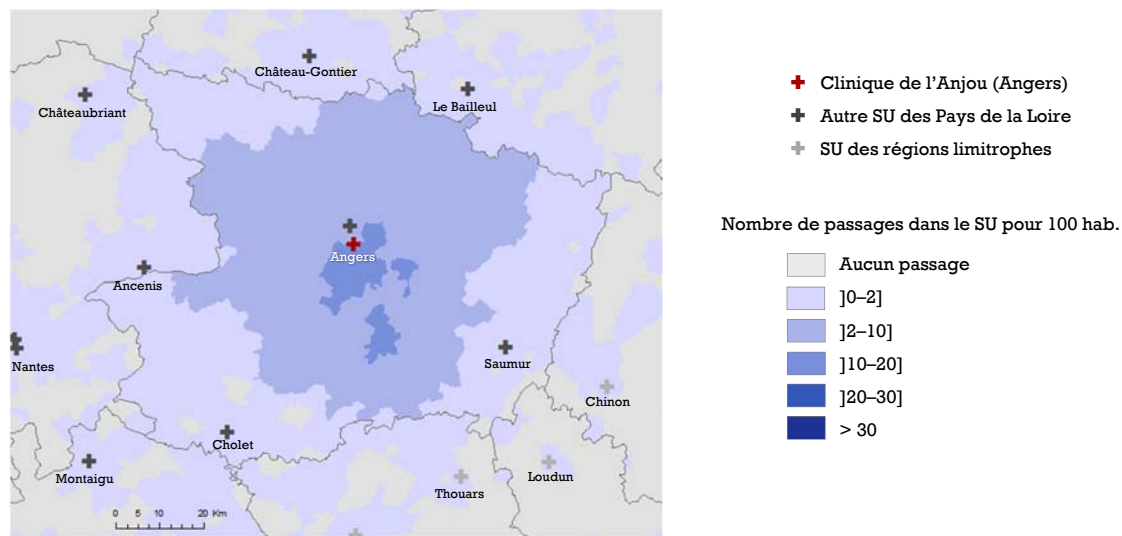 Château-Gontier
Châteaubriant
Le Bailleul
Angers
Ancenis
Nantes
Saumur
Chinon
Cholet
Montaigu
Thouars
Loudun
0 5 10 20 Km
Clinique de l'Anjou (Angers)
Autre SU des Pays de la Loire
SU des régions limitrophes
Nombre de passages dans le SU pour 100 hab.
Aucun passage
]0–2]
]2–10]
]10–20]
]20–30]
> 30